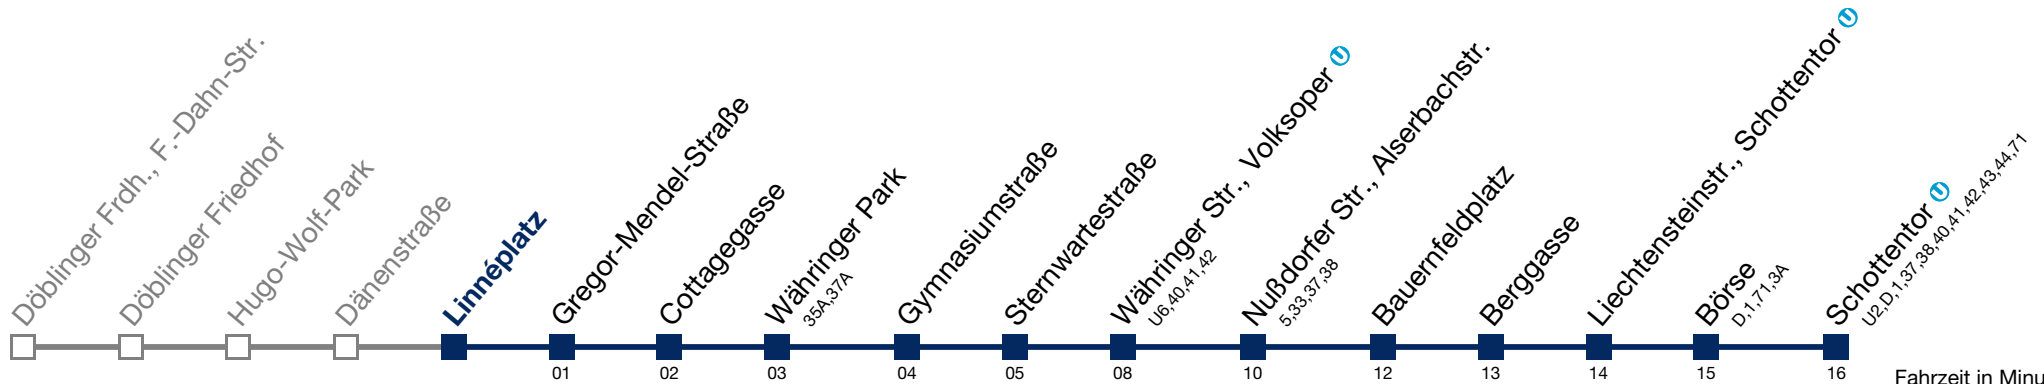 Döblinger Frdh., F.-Dahn-Str.
Döblinger Friedhof
Hugo-Wolf-Park
Dänenstraße
Linnéplatz
Gregor-Mendel-Straße
Cottagegasse
Währinger Park
35A,37A
Gymnasiumstraße
Sternwartestraße
Währinger Str., Volksoper U
U6,40,41,42
Nußdorfer Str., Alserbachstr.
5,33,37,38
Bauernfeldplatz
Berggasse
Liechtensteinstr., Schottentor U
Börse
D,1,71,3A
Schottentor U
U2,D,1,37,38,40,41,42,43,44,71
01 02 03 04 05 08 10 12 13 14 15 16
Fahrzeit in Minu